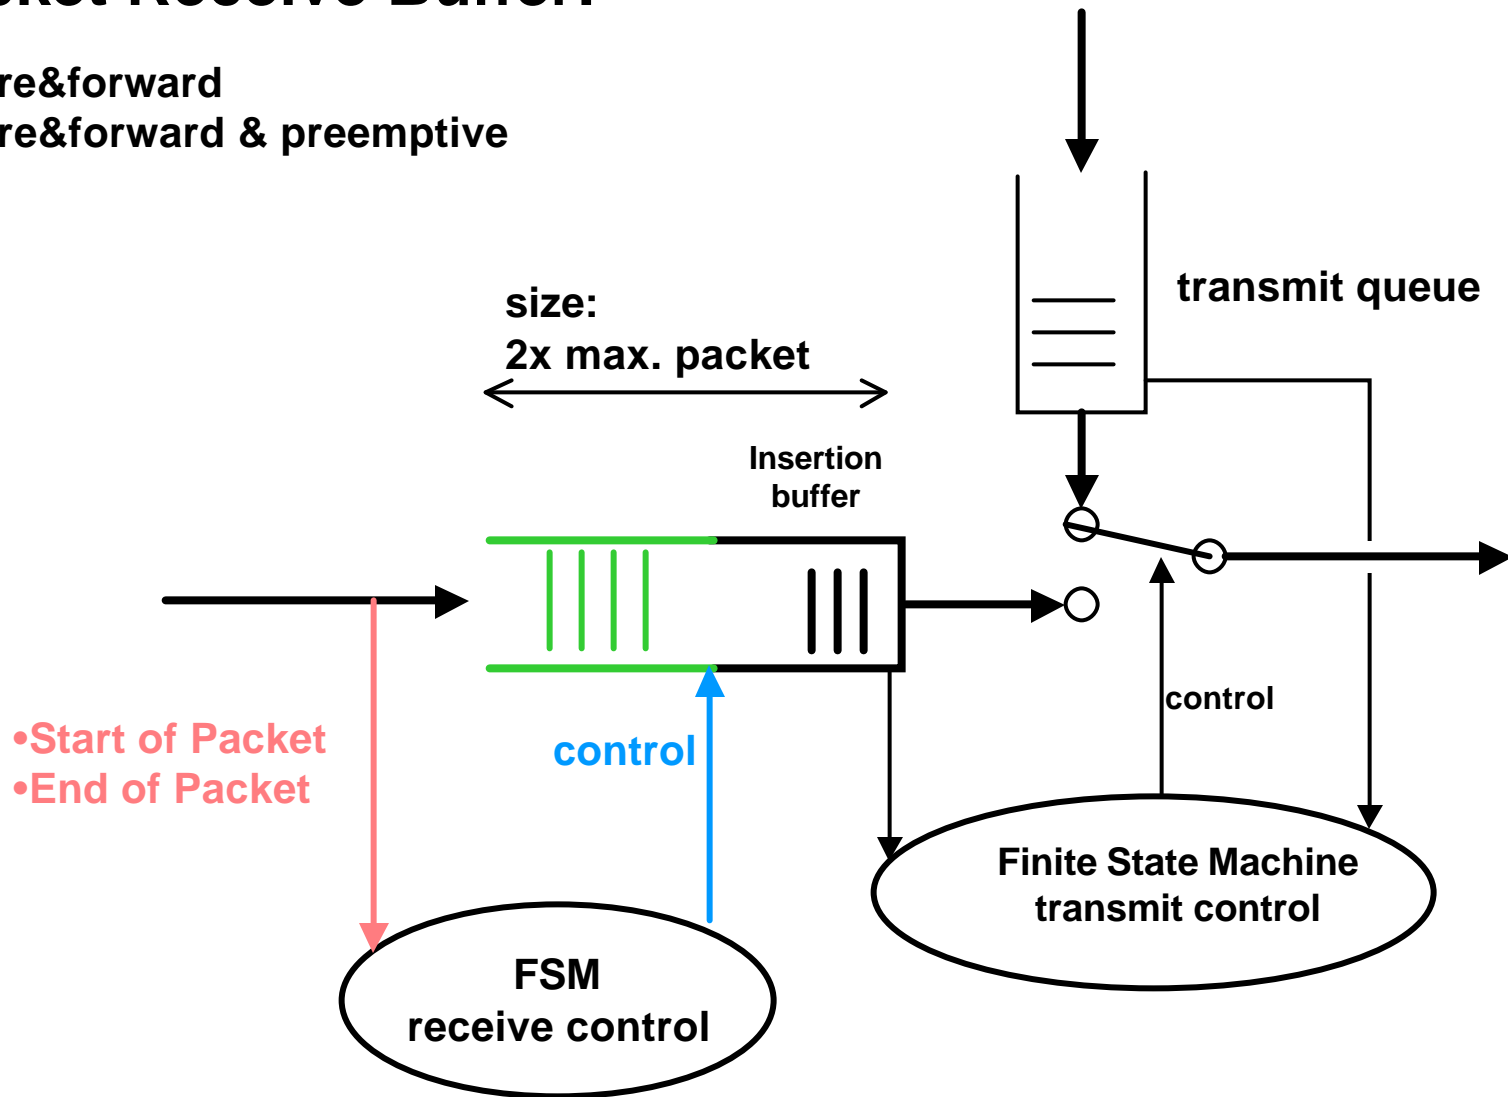 re&forward
re&forward & preemptive
transmit queue
size:
2x max. packet
Insertion
buffer
control
•Start of Packet
•End of Packet
control
Finite State Machine
transmit control
FSM
receive control